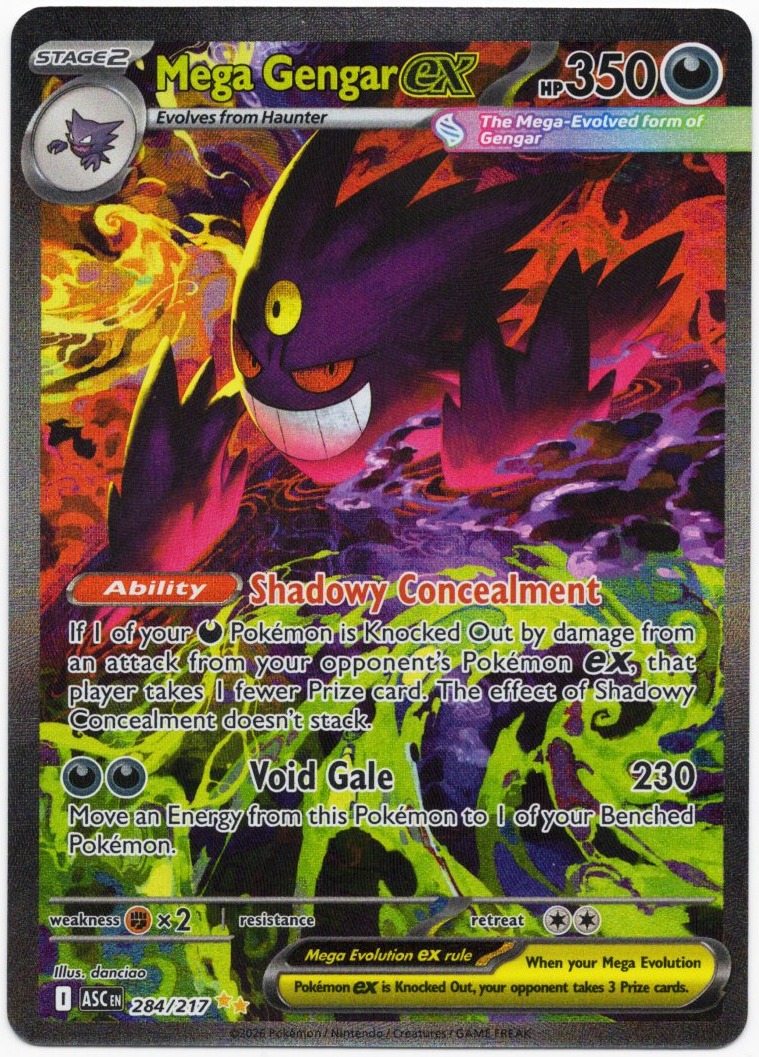 STAGE2
Mega Gengar ex
HP350
Evolves from Haunter
The Mega-Evolved form of
Gengar
Ability Shadowy Concealment
If 1 of your Pokémon is Knocked Out by damage from
an attack from your opponent's Pokémon ex, that
player takes 1 fewer Prize card. The effect of Shadowy
Concealment doesn't stack.
Void Gale 230
Move an Energy from this Pokémon to 1 of your Benched
Pokémon.
weakness ×2 resistance retreat
Mega Evolution ex rule
When your Mega Evolution
Pokémon ex is Knocked Out, your opponent takes 3 Prize cards.
Illus. danciao
I ASC EN 284/217
©2026 Pokémon / Nintendo / Creatures / GAME FREAK